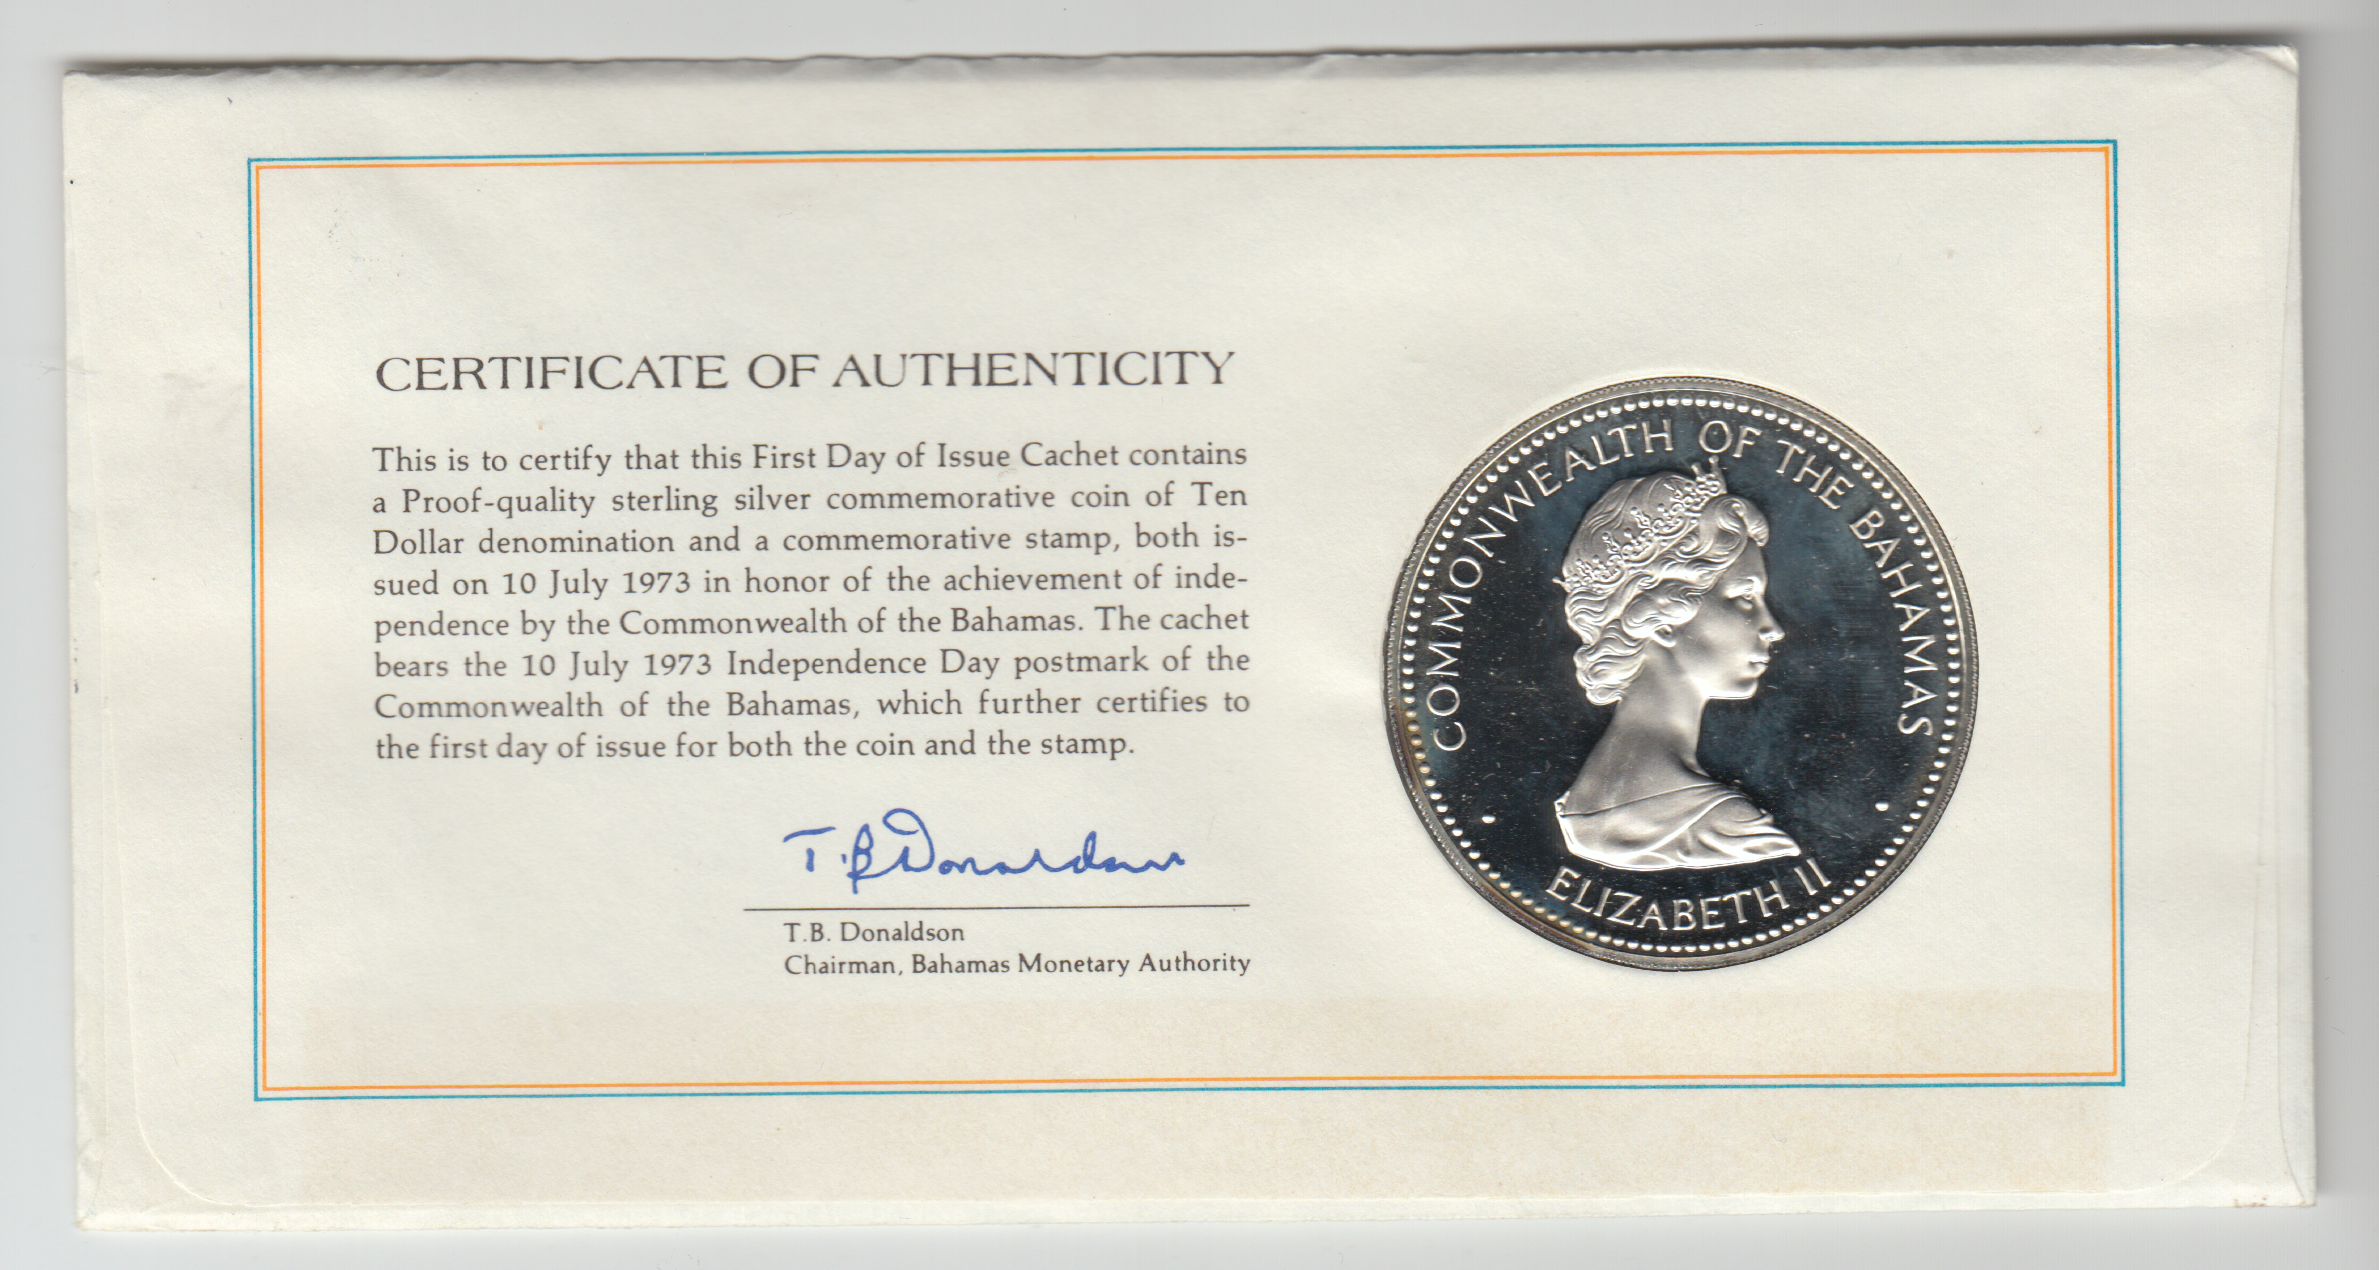 CERTIFICATE OF AUTHENTICITY
This is to certify that this First Day of Issue Cachet contains
a Proof-quality sterling silver commemorative coin of Ten
Dollar denomination and a commemorative stamp, both is-
sued on 10 July 1973 in honor of the achievement of inde-
pendence by the Commonwealth of the Bahamas. The cachet
bears the 10 July 1973 Independence Day postmark of the
Commonwealth of the Bahamas, which further certifies to
the first day of issue for both the coin and the stamp.
T.B Donaldson
T.B. Donaldson
Chairman, Bahamas Monetary Authority
COMMONWEALTH OF THE BAHAMAS
ELIZABETH II